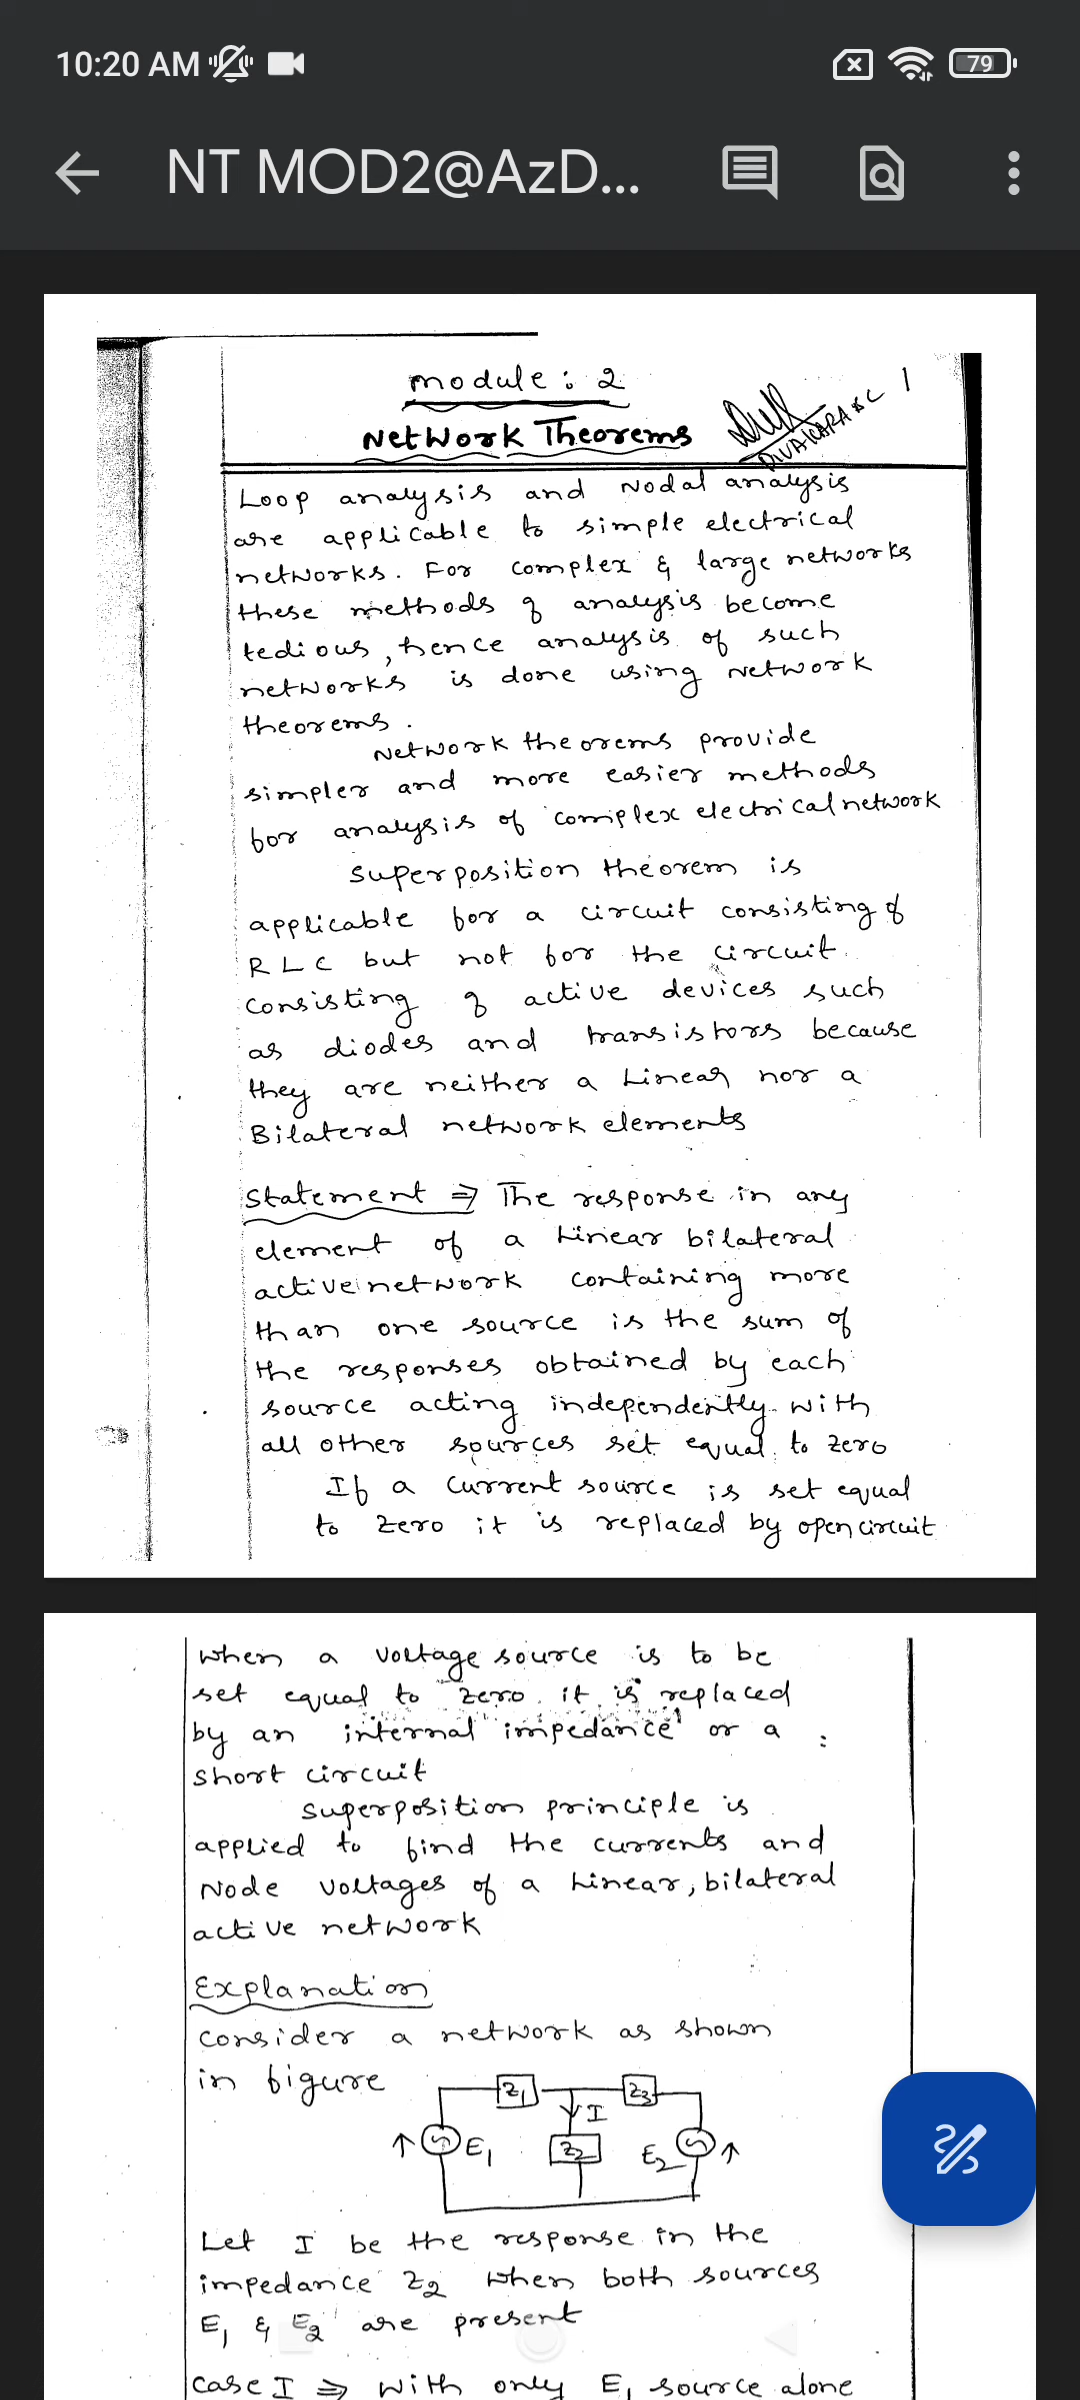 10:20 AM
79
NT MOD2@AzD...
module : 2
1
Network Theorems
DIVAKARA
Loop analysis and Nodal analysis
are applicable to simple electrical
networks. For complex & large networks
these methods of analysis become
tedious, hence analysis of such
networks is done using Network
theorems.
Network theorems provide
simpler and more easier methods
for analysis of complex electrical network
Superposition theorem is
applicable for a circuit consisting of
RLC but not for the circuit
consisting of active devices such
as diodes and transistors because
they are neither a Linear nor a
Bilateral network elements
Statement ⇒ The response in any
element of a Linear bilateral
active network containing more
than one source is the sum of
the responses obtained by each
source acting independently with
all other sources set equal to zero
If a current source is set equal
to zero it is replaced by open circuit
when a voltage source is to be
set equal to zero it is replaced
by an internal impedance or a
short circuit
Superposition principle is
applied to find the currents and
Node voltages of a Linear, bilateral
active network
Explanation
consider a network as shown
in figure
Z1 Z3
I
↑ E1 Z2 E2 ↑
Let I be the response in the
impedance Z2 when both sources
E1 & E2 are present
Case I ⇒ with only E1 source alone